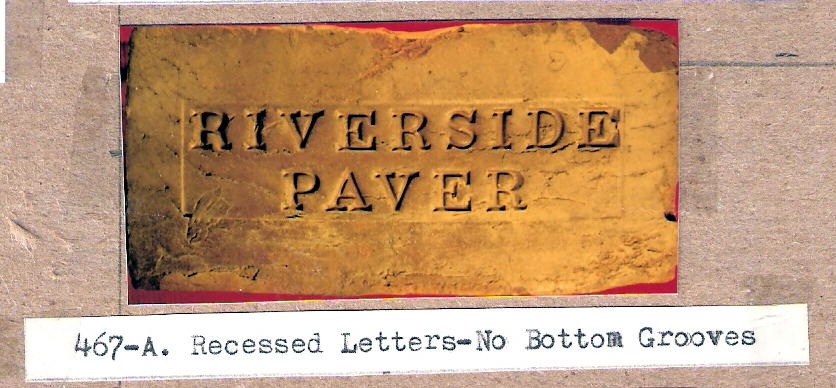 RIVERSIDE
PAVER
467-A. Recessed Letters-No Bottom Grooves